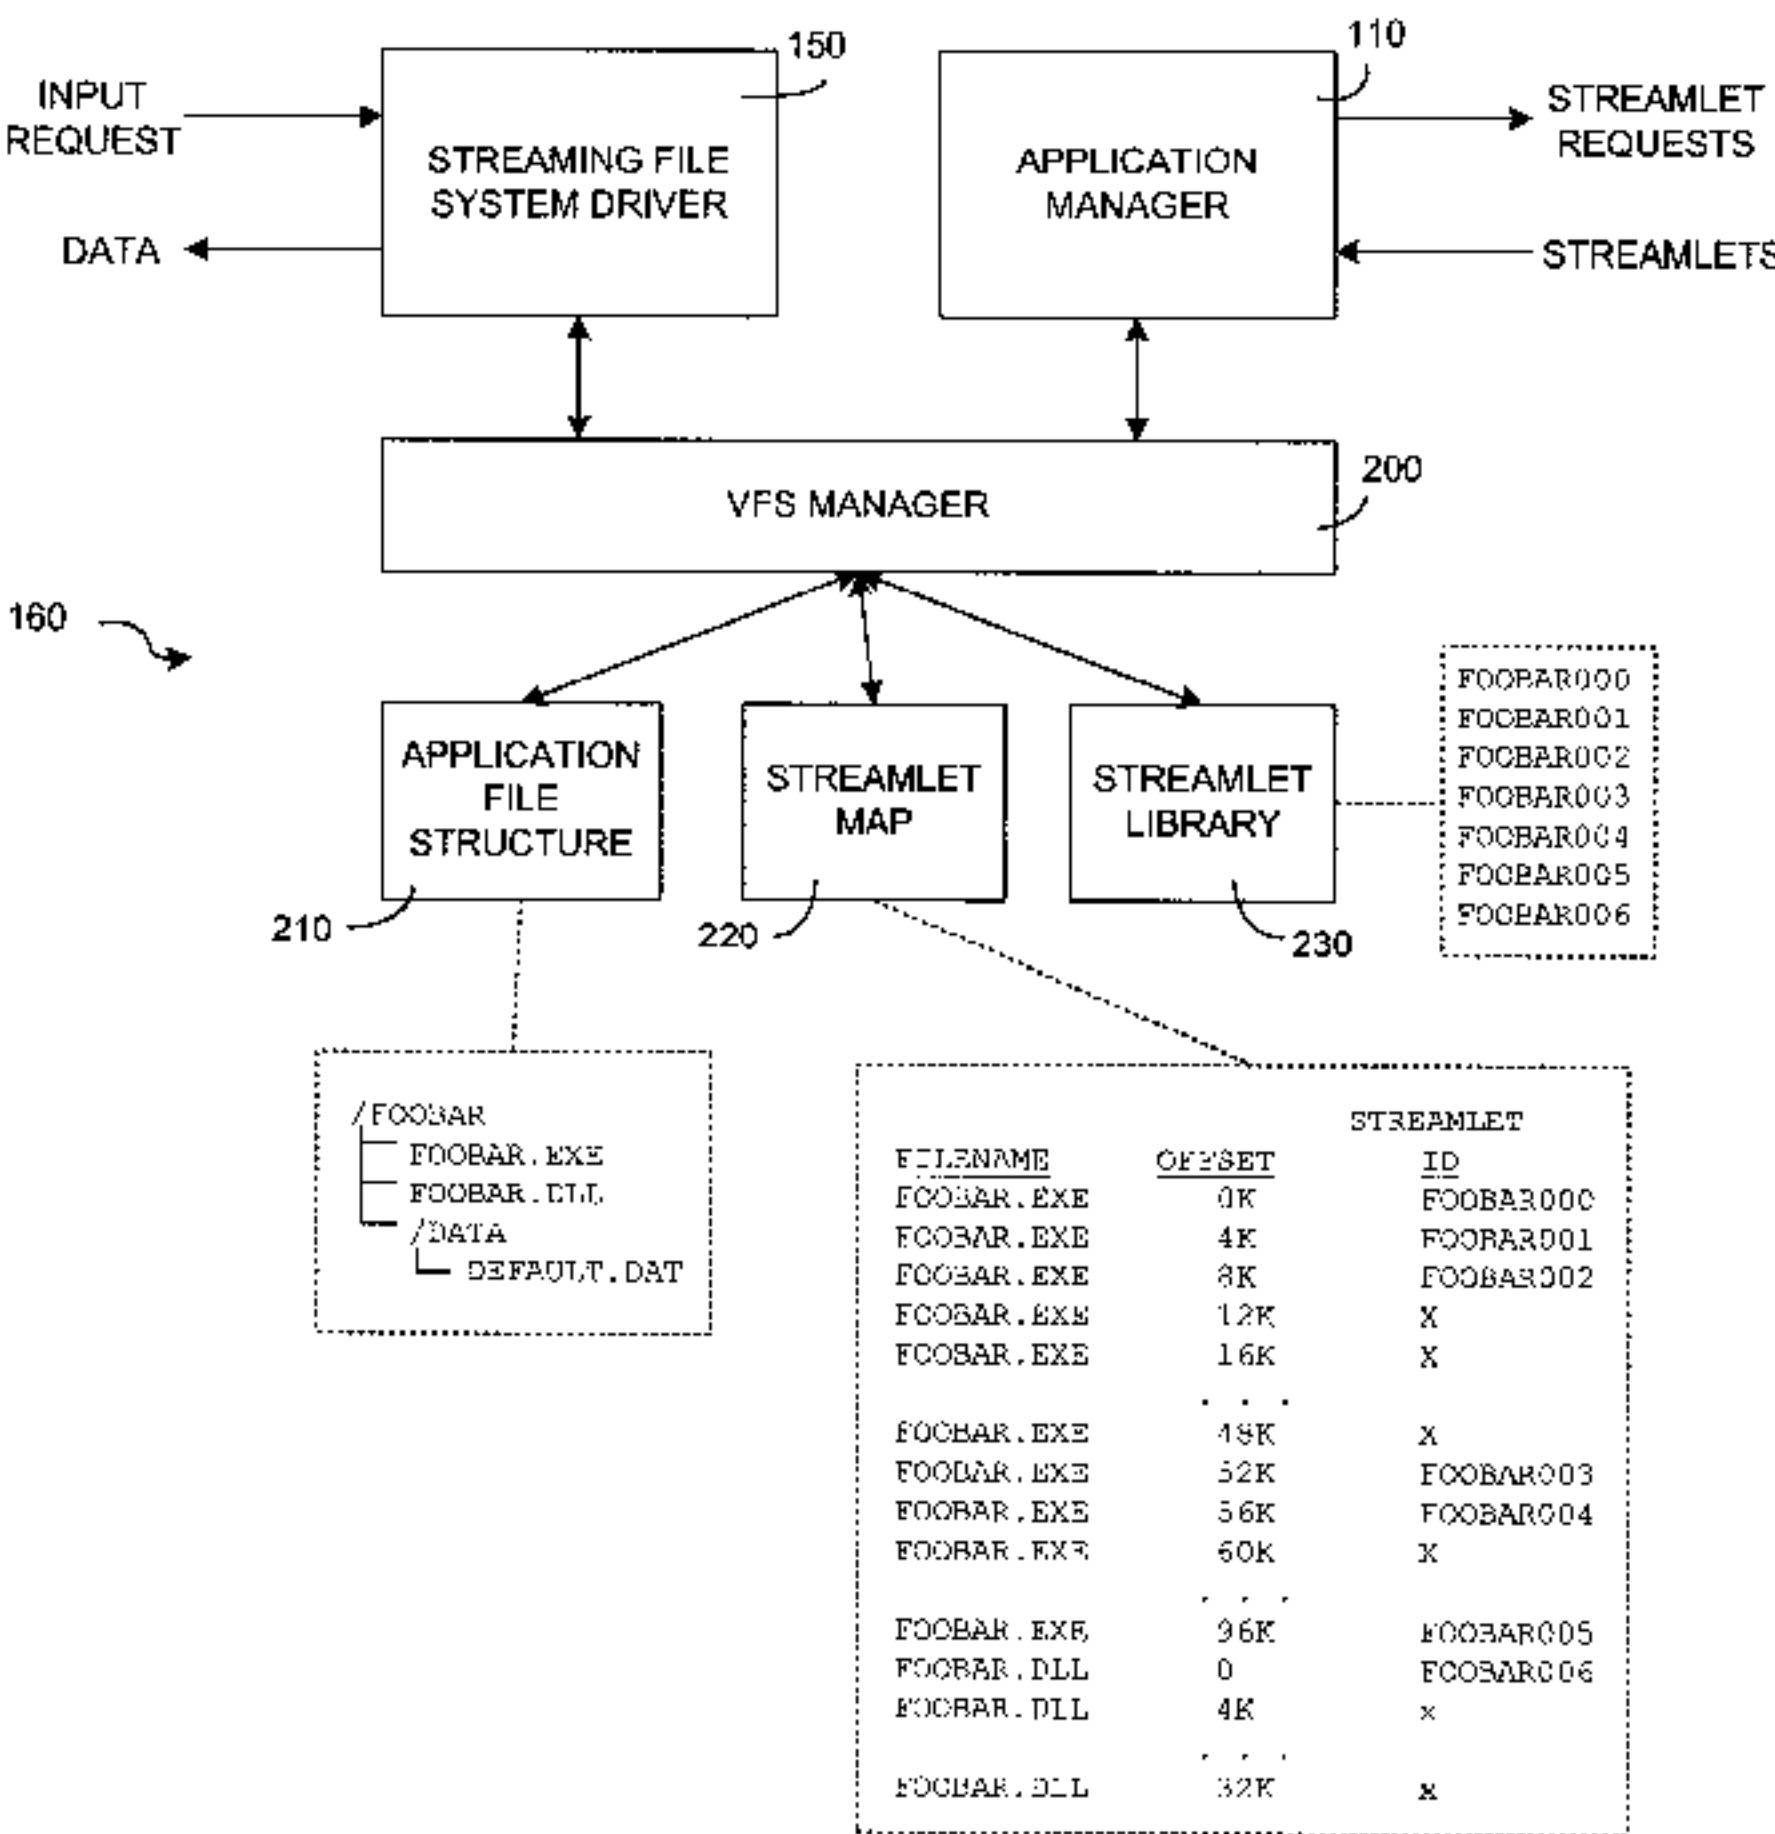 150
110
INPUT
REQUEST
STREAMLET
REQUESTS
STREAMING FILE
SYSTEM DRIVER
APPLICATION
MANAGER
DATA
STREAMLETS
200
VFS MANAGER
160
APPLICATION
FILE
STRUCTURE
STREAMLET
MAP
STREAMLET
LIBRARY
FOOBAR000
FOOBAR001
FOOBAR002
FOOBAR003
FOOBAR004
FOOBAR005
FOOBAR006
210
220
230
/FOOBAR
FOOBAR.EXE
FOOBAR.DLL
/DATA
DEFAULT.DAT
STREAMLET
FILENAME OFFSET ID
FOOBAR.EXE 0K FOOBAR000
FOOBAR.EXE 4K FOOBAR001
FOOBAR.EXE 8K FOOBAR002
FOOBAR.EXE 12K X
FOOBAR.EXE 16K X
. . .
FOOBAR.EXE 48K X
FOOBAR.EXE 52K FOOBAR003
FOOBAR.EXE 56K FOOBAR004
FOOBAR.EXE 60K X
. . .
FOOBAR.EXE 96K FOOBAR005
FOOBAR.DLL 0 FOOBAR006
FOOBAR.DLL 4K X
. . .
FOOBAR.DLL 32K X